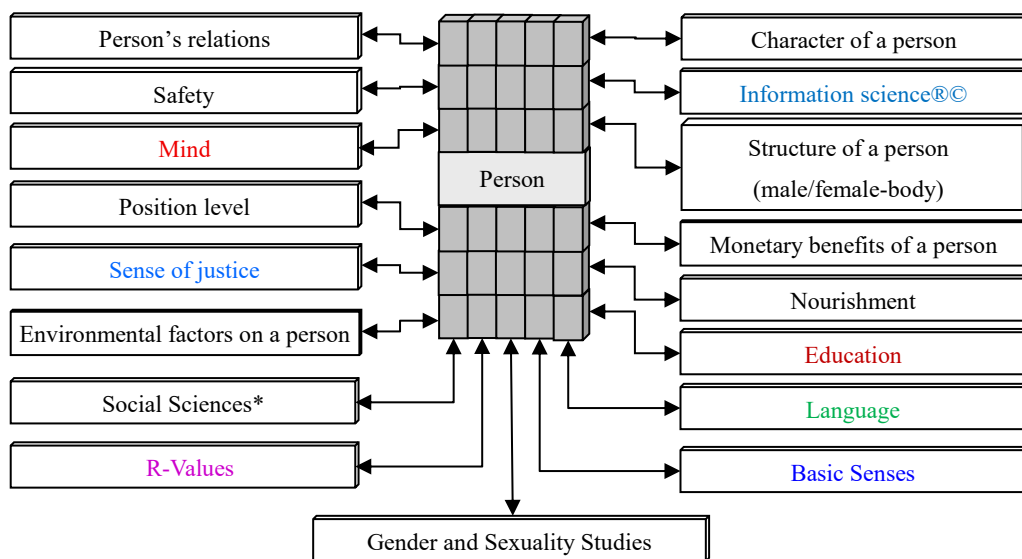 Person’s relations
Safety
Mind
Position level
Sense of justice
Environmental factors on a person
Social Sciences*
R-Values
Person
Character of a person
Information science®©
Structure of a person
(male/female-body)
Monetary benefits of a person
Nourishment
Education
Language
Basic Senses
Gender and Sexuality Studies